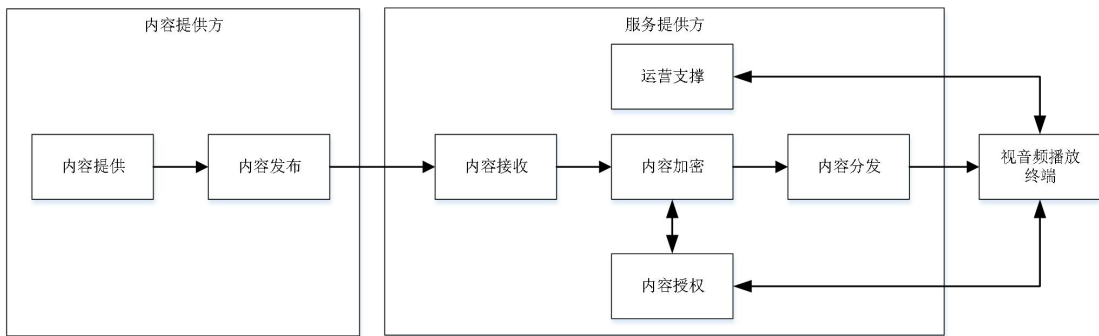 内容提供方
内容提供
内容发布
服务提供方
运营支撑
内容接收
内容加密
内容分发
内容授权
视音频播放
终端